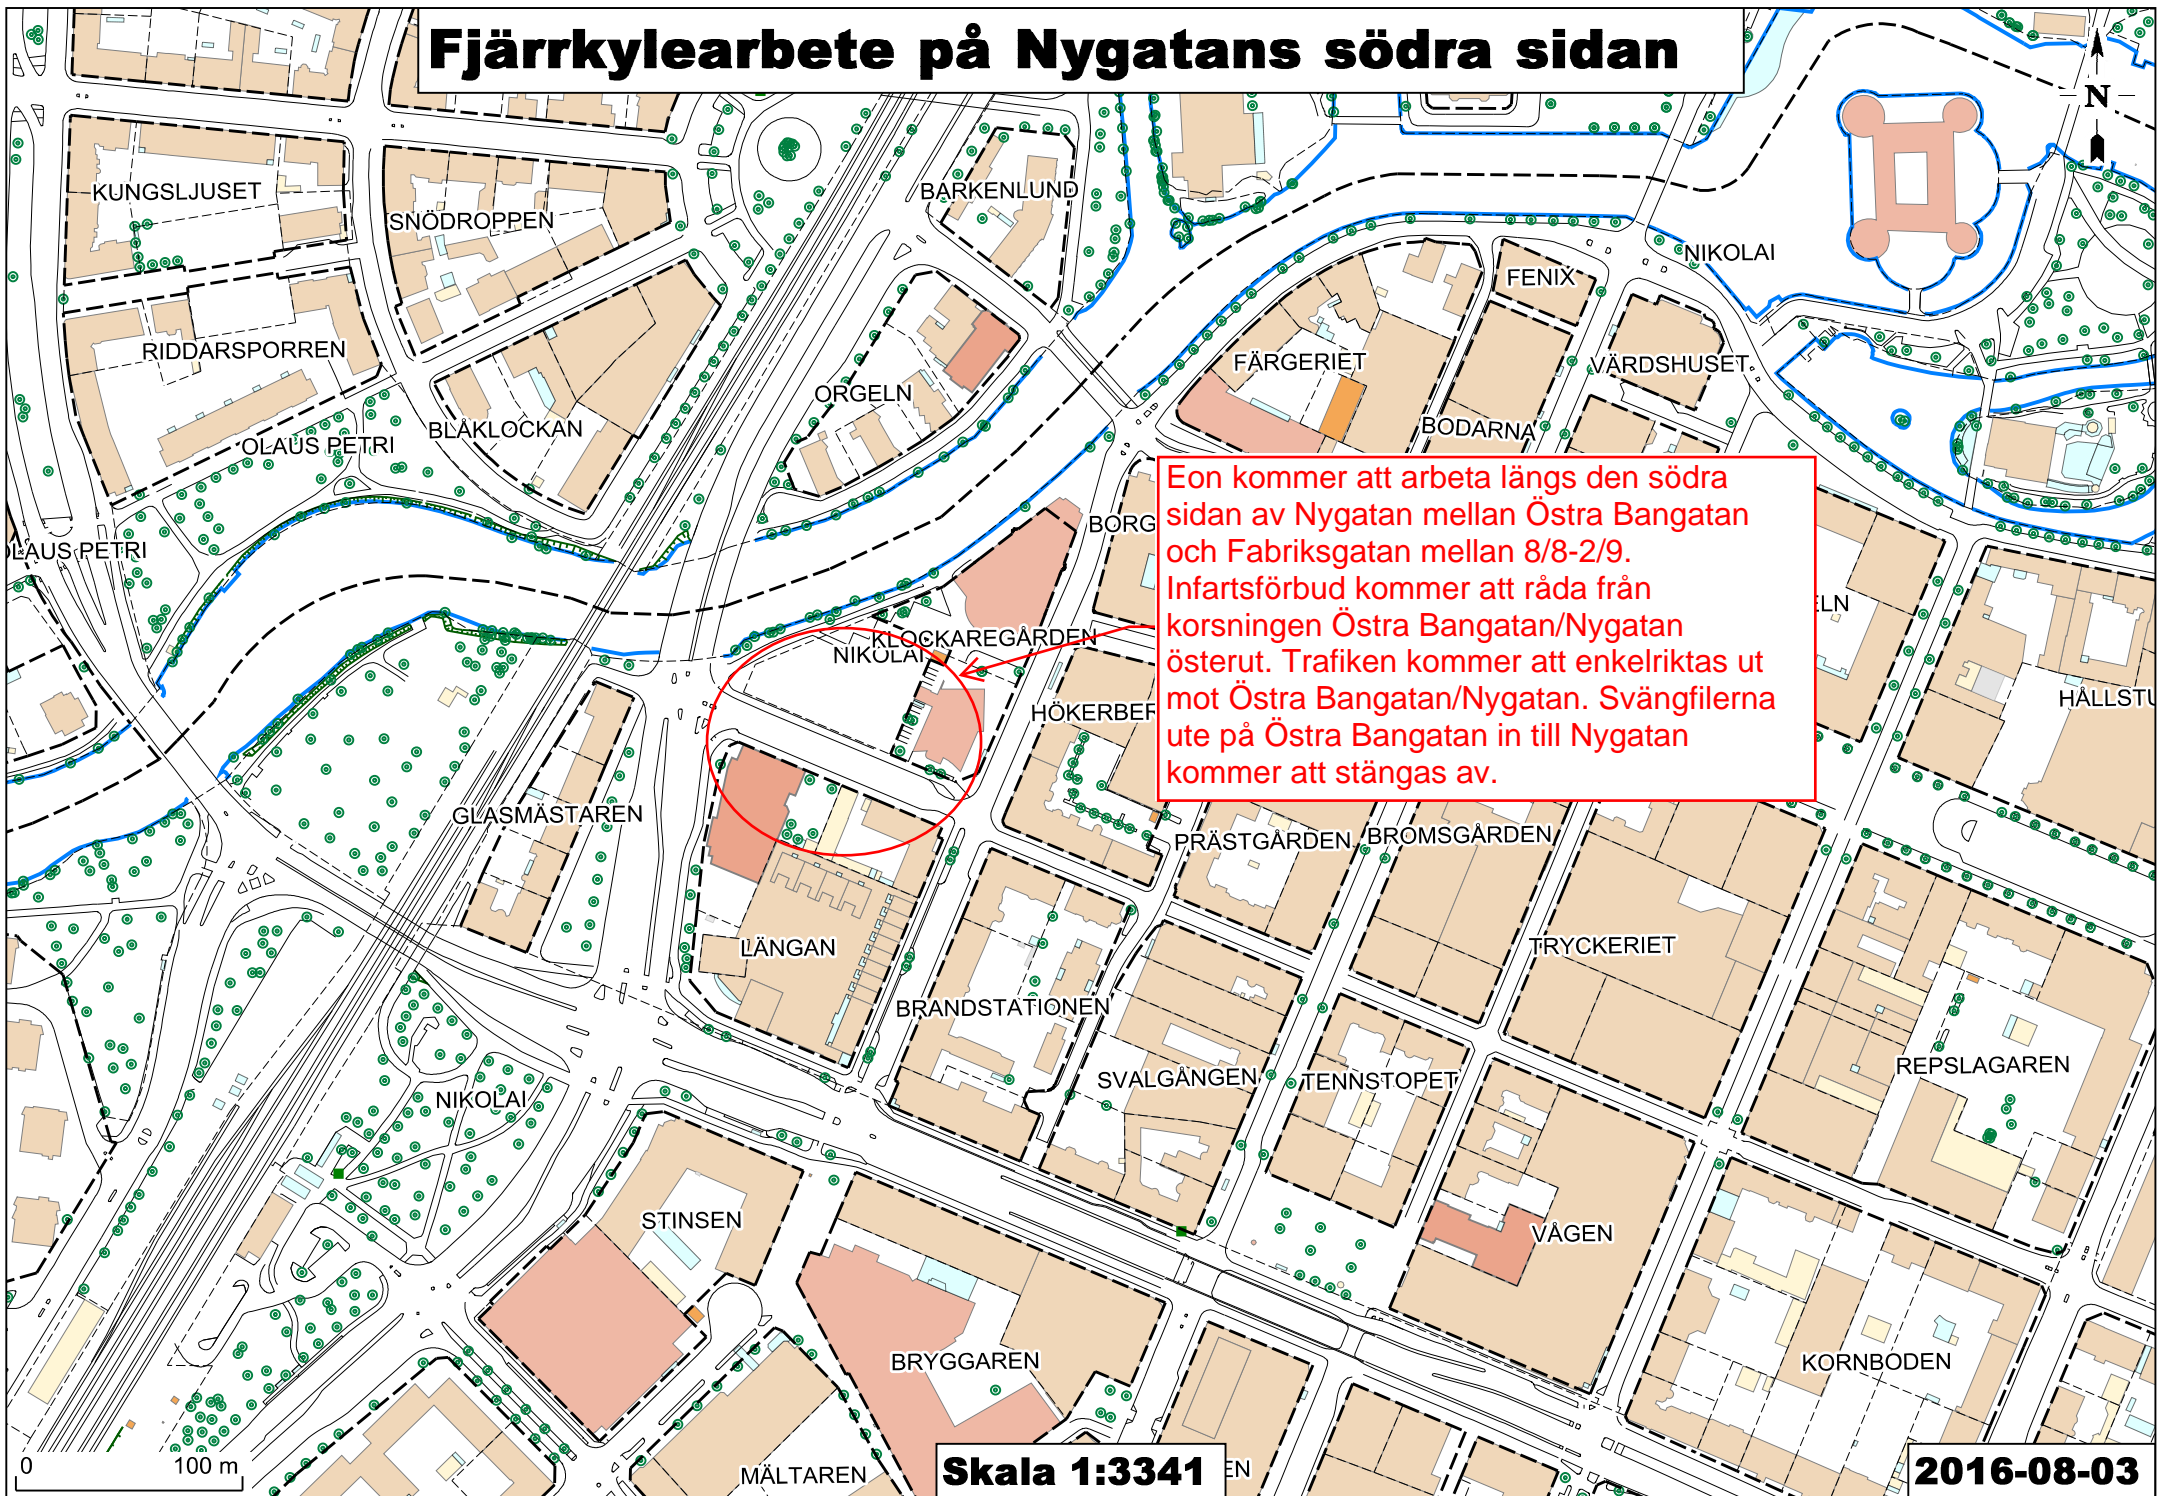 Fjärrkylearbete på Nygatans södra sidan
N
KUNGSLJUSET
SNÖDROPPEN
BARKENLUND
NIKOLAI
FENIX
RIDDARSPORREN
FÄRGERIET
VÄRDSHUSET
ORGELN
BLÅKLOCKAN
BODARNA
OLAUS PETRI
Eon kommer att arbeta längs den södra
sidan av Nygatan mellan Östra Bangatan
och Fabriksgatan mellan 8/8-2/9.
Infartsförbud kommer att råda från
korsningen Östra Bangatan/Nygatan
österut. Trafiken kommer att enkelriktas ut
mot Östra Bangatan/Nygatan. Svängfilerna
ute på Östra Bangatan in till Nygatan
kommer att stängas av.
BORG
LAUS PETRI
ELN
KLOCKAREGÅRDEN
NIKOLAI
HÖKERBER
HÅLLSTU
GLASMÄSTAREN
PRÄSTGÅRDEN
BROMSGÅRDEN
LÄNGAN
TRYCKERIET
BRANDSTATIONEN
REPSLAGAREN
SVALGÅNGEN
TENNSTOPET
NIKOLAI
STINSEN
VÅGEN
BRYGGAREN
KORNBODEN
0 100 m
MÄLTAREN
Skala 1:3341
EN
2016-08-03